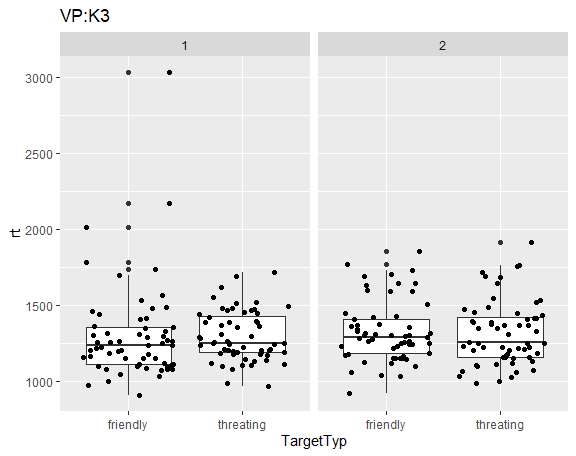 VP:K3
1 2
3000
2500
2000
1500
1000
rt
friendly threating friendly threating
TargetTyp